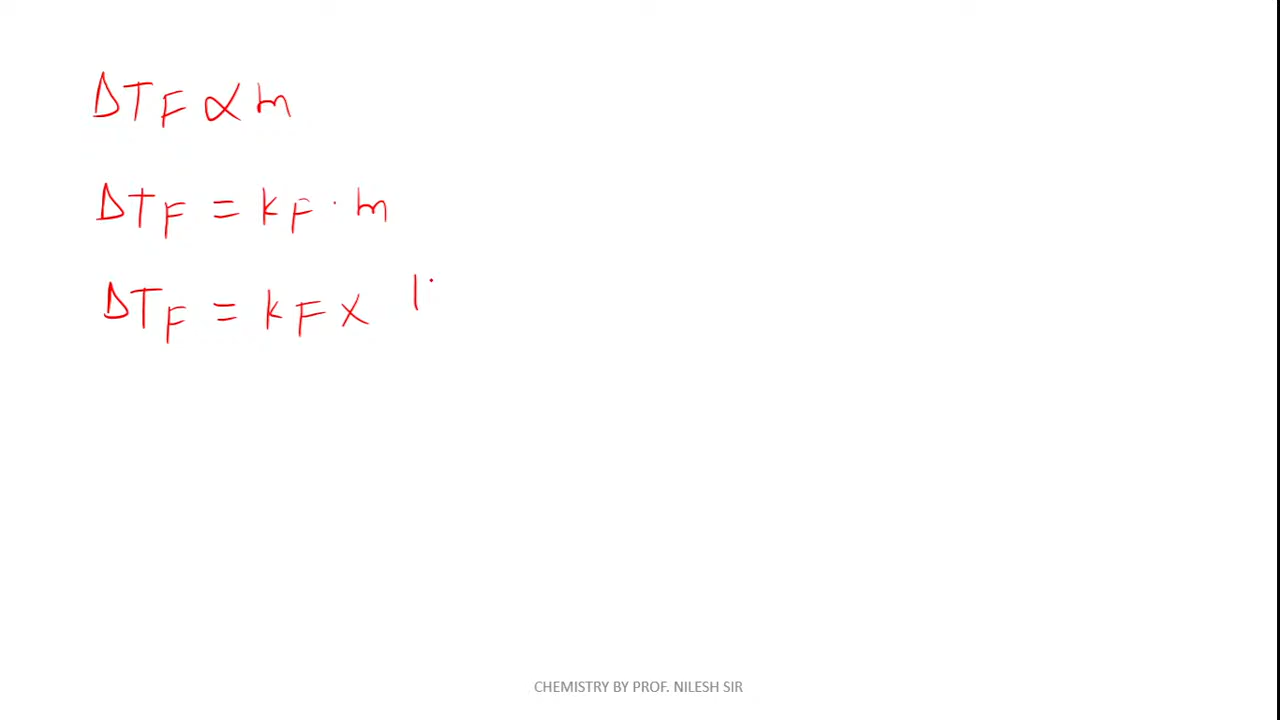 ΔTF ∝ m
ΔTF = KF · m
ΔTF = KF ×
CHEMISTRY BY PROF. NILESH SIR